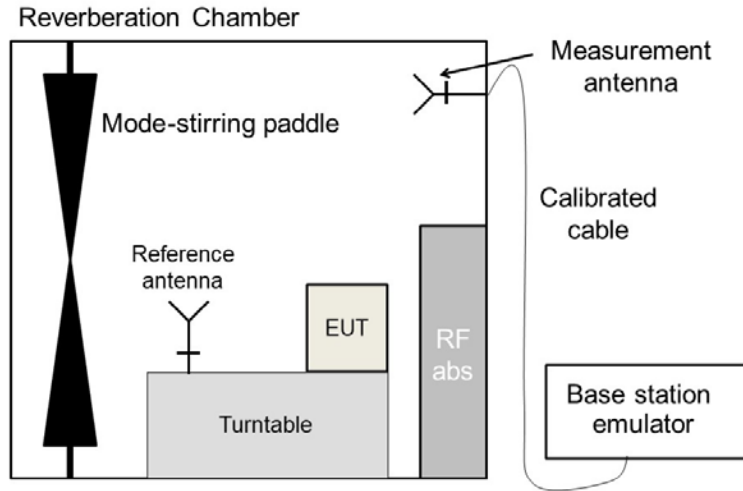 Reverberation Chamber
Measurement
antenna
Mode-stirring paddle
Calibrated
cable
Reference
antenna
EUT
RF
abs
Base station
emulator
Turntable